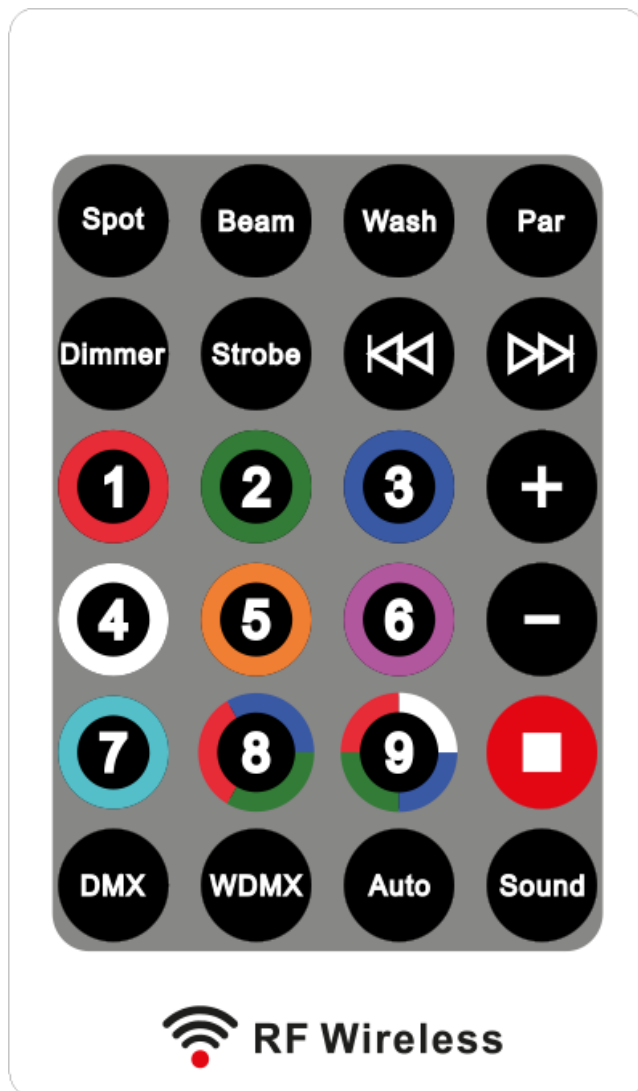 Spot Beam Wash Par
Dimmer Strobe
1 2 3 +
4 5 6 -
7 8 9
DMX WDMX Auto Sound
RF Wireless